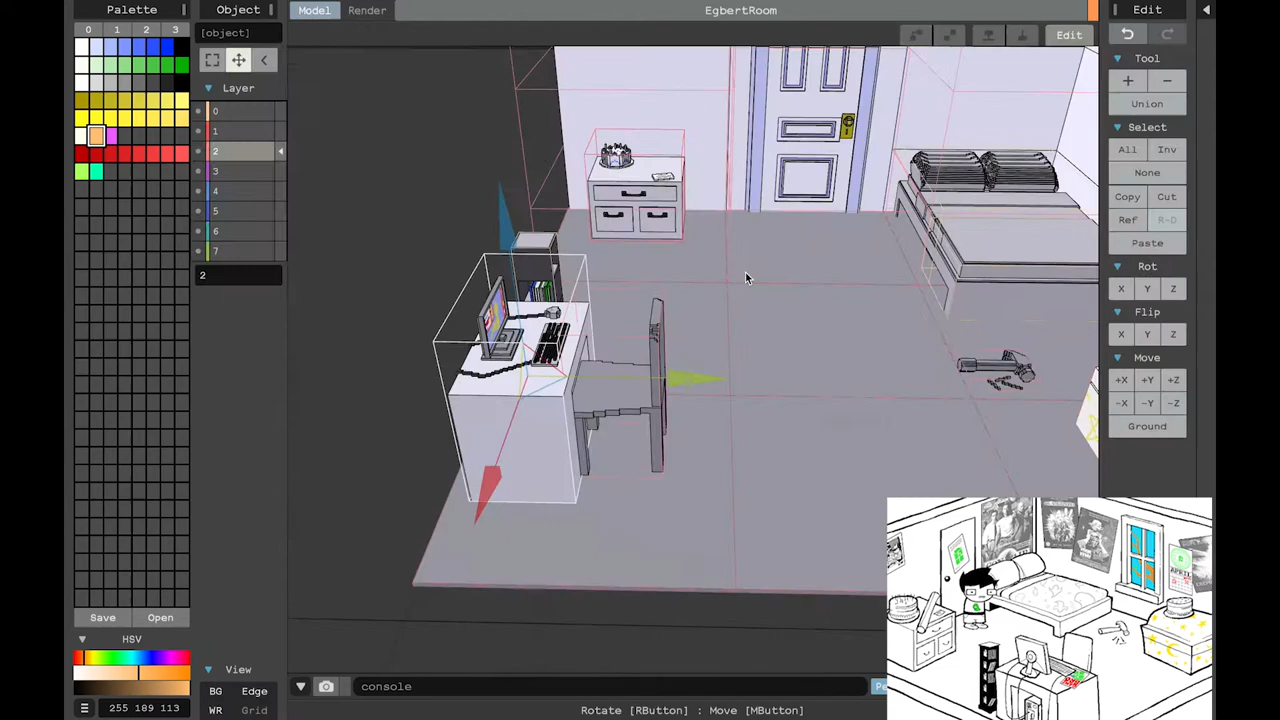 Palette
Object
Model
Render
EgbertRoom
Edit
0 1 2 3
[object]
Edit
Tool
Layer
+ -
0
Union
1
Select
2
All Inv
3
None
4
Copy Cut
5
Ref R-D
6
Paste
7
Rot
2
X Y Z
Flip
X Y Z
Move
+X +Y +Z
-X -Y -Z
Ground
Save Open
HSV
View
BG Edge
WR Grid
255 189 113
console
Pe
Rotate [RButton] : Move [MButton]
APRIL